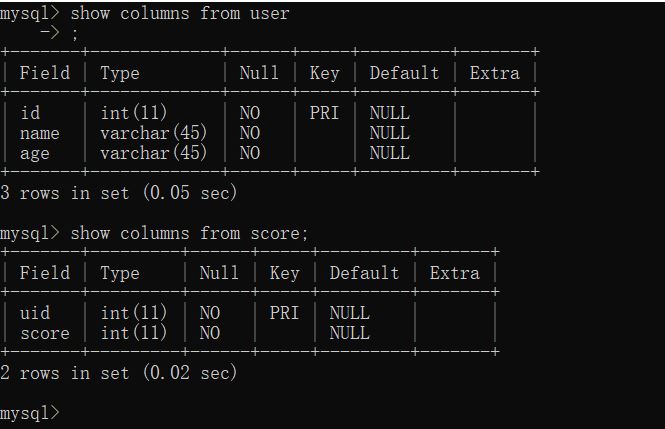 mysql> show columns from user
    -> ;
+-------+-------------+------+-----+---------+-------+
| Field | Type        | Null | Key | Default | Extra |
+-------+-------------+------+-----+---------+-------+
| id    | int(11)     | NO   | PRI | NULL    |       |
| name  | varchar(45) | NO   |     | NULL    |       |
| age   | varchar(45) | NO   |     | NULL    |       |
+-------+-------------+------+-----+---------+-------+
3 rows in set (0.05 sec)
mysql> show columns from score;
+-------+---------+------+-----+---------+-------+
| Field | Type    | Null | Key | Default | Extra |
+-------+---------+------+-----+---------+-------+
| uid   | int(11) | NO   | PRI | NULL    |       |
| score | int(11) | NO   |     | NULL    |       |
+-------+---------+------+-----+---------+-------+
2 rows in set (0.02 sec)
mysql>